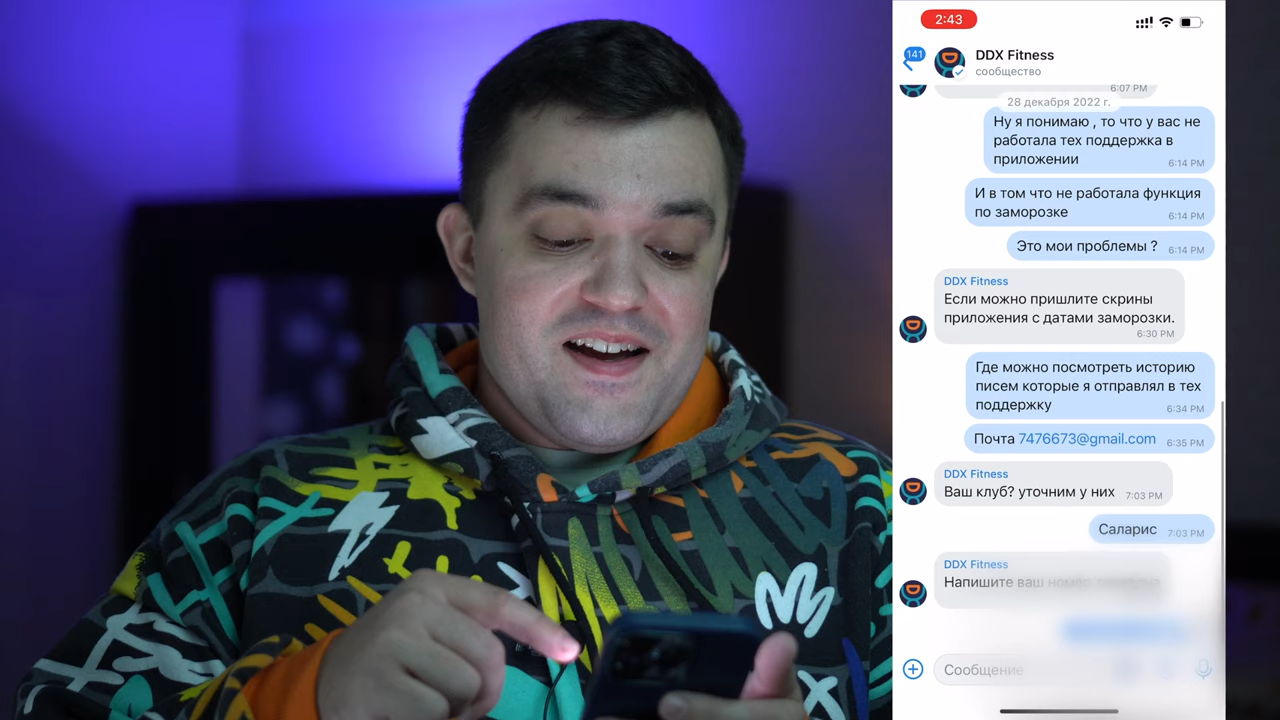 2:43
141
DDX Fitness
сообщество
6:07 PM
28 декабря 2022 г.
Ну я понимаю , то что у вас не
работала тех поддержка в
приложении
6:14 PM
И в том что не работала функция
по заморозке
6:14 PM
Это мои проблемы ?
6:14 PM
DDX Fitness
Если можно пришлите скрины
приложения с датами заморозки.
6:30 PM
Где можно посмотреть историю
писем которые я отправлял в тех
поддержку
6:34 PM
Почта 7476673@gmail.com
6:35 PM
DDX Fitness
Ваш клуб? уточним у них
7:03 PM
Саларис
7:03 PM
DDX Fitness
Напишите ваш
Сообщение